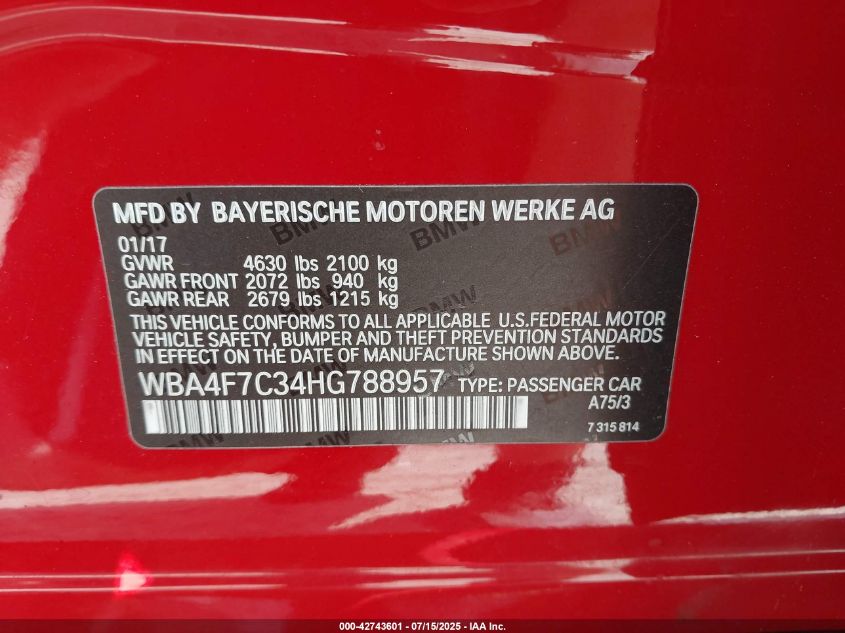 MFD BY BAYERISCHE MOTOREN WERKE AG
01/17
GVWR 4630 lbs 2100 kg
GAWR FRONT 2072 lbs 940 kg
GAWR REAR 2679 lbs 1215 kg
THIS VEHICLE CONFORMS TO ALL APPLICABLE U.S.FEDERAL MOTOR
VEHICLE SAFETY, BUMPER AND THEFT PREVENTION STANDARDS
IN EFFECT ON THE DATE OF MANUFACTURE SHOWN ABOVE.
WBA4F7C34HG788957 TYPE: PASSENGER CAR
A75/3
7 315 814
000-42743601 - 07/15/2025 - IAA Inc.